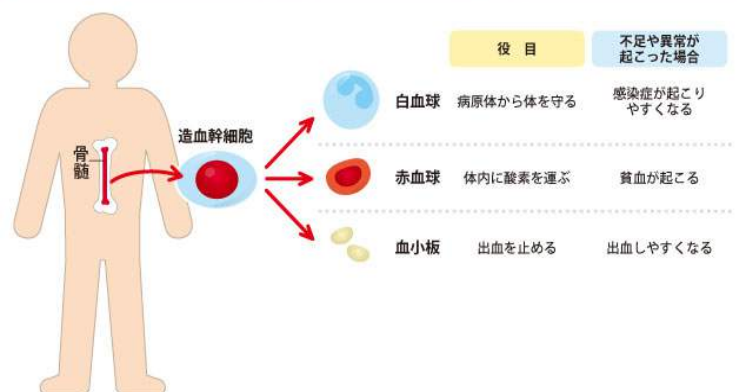 役 目
不足や異常が
起こった場合
白血球
病原体から体を守る
感染症が起こり
やすくなる
造血幹細胞
骨髄
赤血球
体内に酸素を運ぶ
貧血が起こる
血小板
出血を止める
出血しやすくなる